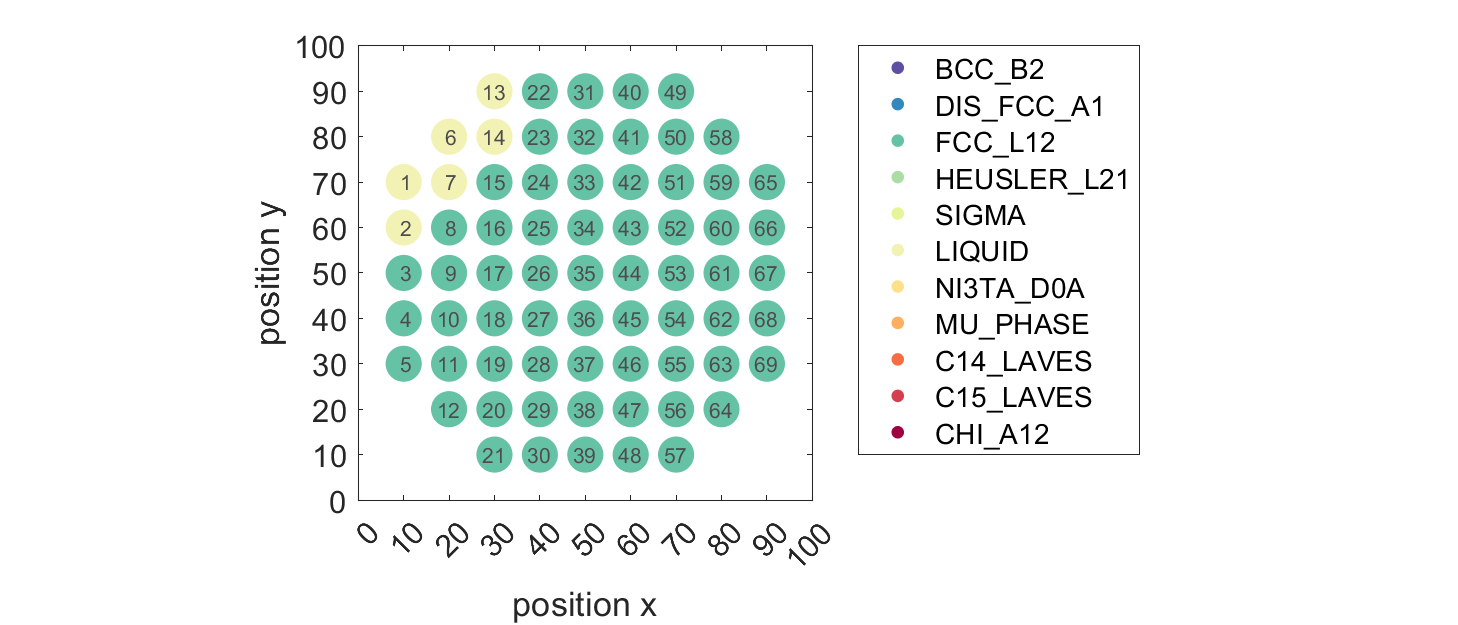 100
90
80
70
60
50
40
30
20
10
0
position y
13 22 31 40 49
6 14 23 32 41 50 58
1 7 15 24 33 42 51 59 65
2 8 16 25 34 43 52 60 66
3 9 17 26 35 44 53 61 67
4 10 18 27 36 45 54 62 68
5 11 19 28 37 46 55 63 69
12 20 29 38 47 56 64
21 30 39 48 57
0 10 20 30 40 50 60 70 80 90 100
position x
BCC_B2
DIS_FCC_A1
FCC_L12
HEUSLER_L21
SIGMA
LIQUID
NI3TA_D0A
MU_PHASE
C14_LAVES
C15_LAVES
CHI_A12